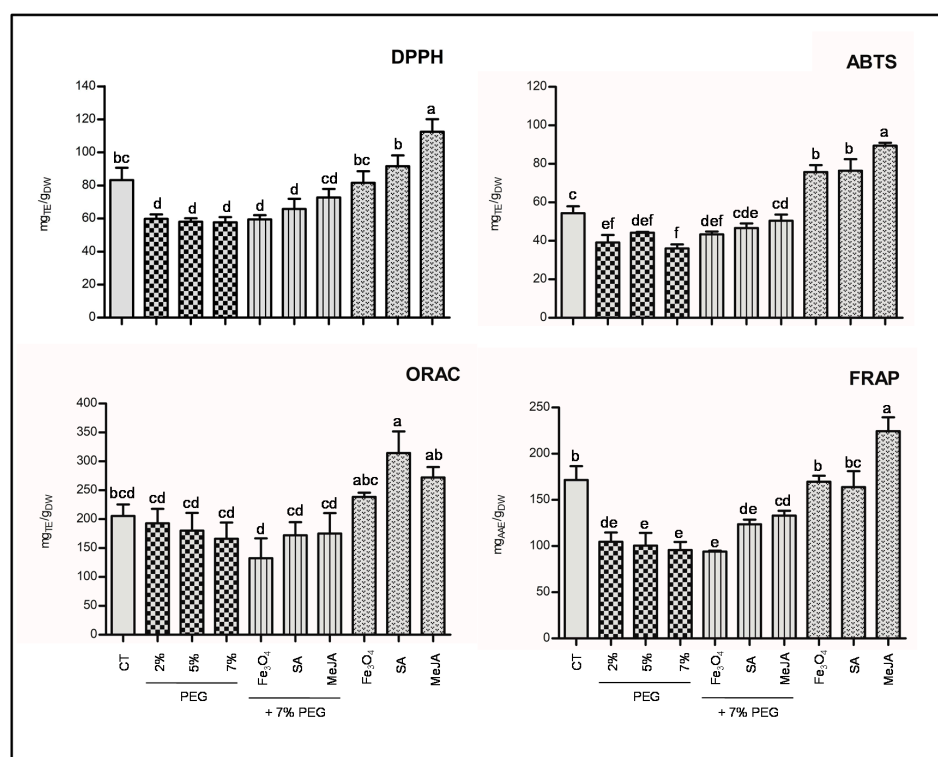 DPPH
140
120
100
80
60
40
20
0
mgTE/gDW
bc
d
d
d
d
d
cd
bc
b
a
ABTS
120
100
80
60
40
20
0
mgTE/gDW
c
ef
def
f
def
cde
cd
b
b
a
ORAC
400
350
300
250
200
150
100
50
0
mgTE/gDW
bcd
cd
cd
cd
d
cd
cd
abc
a
ab
CT
2%
5%
7%
Fe₃O₄
SA
MeJA
Fe₃O₄
SA
MeJA
PEG
+ 7% PEG
FRAP
250
200
150
100
50
0
mgAAE/gDW
b
de
e
e
e
de
cd
b
bc
a
CT
2%
5%
7%
Fe₃O₄
SA
MeJA
Fe₃O₄
SA
MeJA
PEG
+ 7% PEG